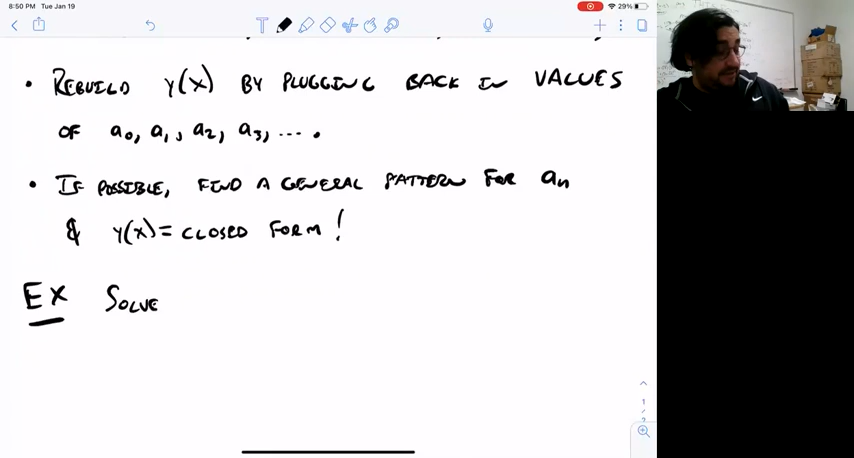 8:50 PM Tue Jan 19
29%
• REBUILD y(x) BY PLUGGING BACK IN VALUES
OF a₀, a₁, a₂, a₃, ....
• IF POSSIBLE, FIND A GENERAL PATTERN FOR aₙ
& y(x) = CLOSED FORM!
EX SOLVE